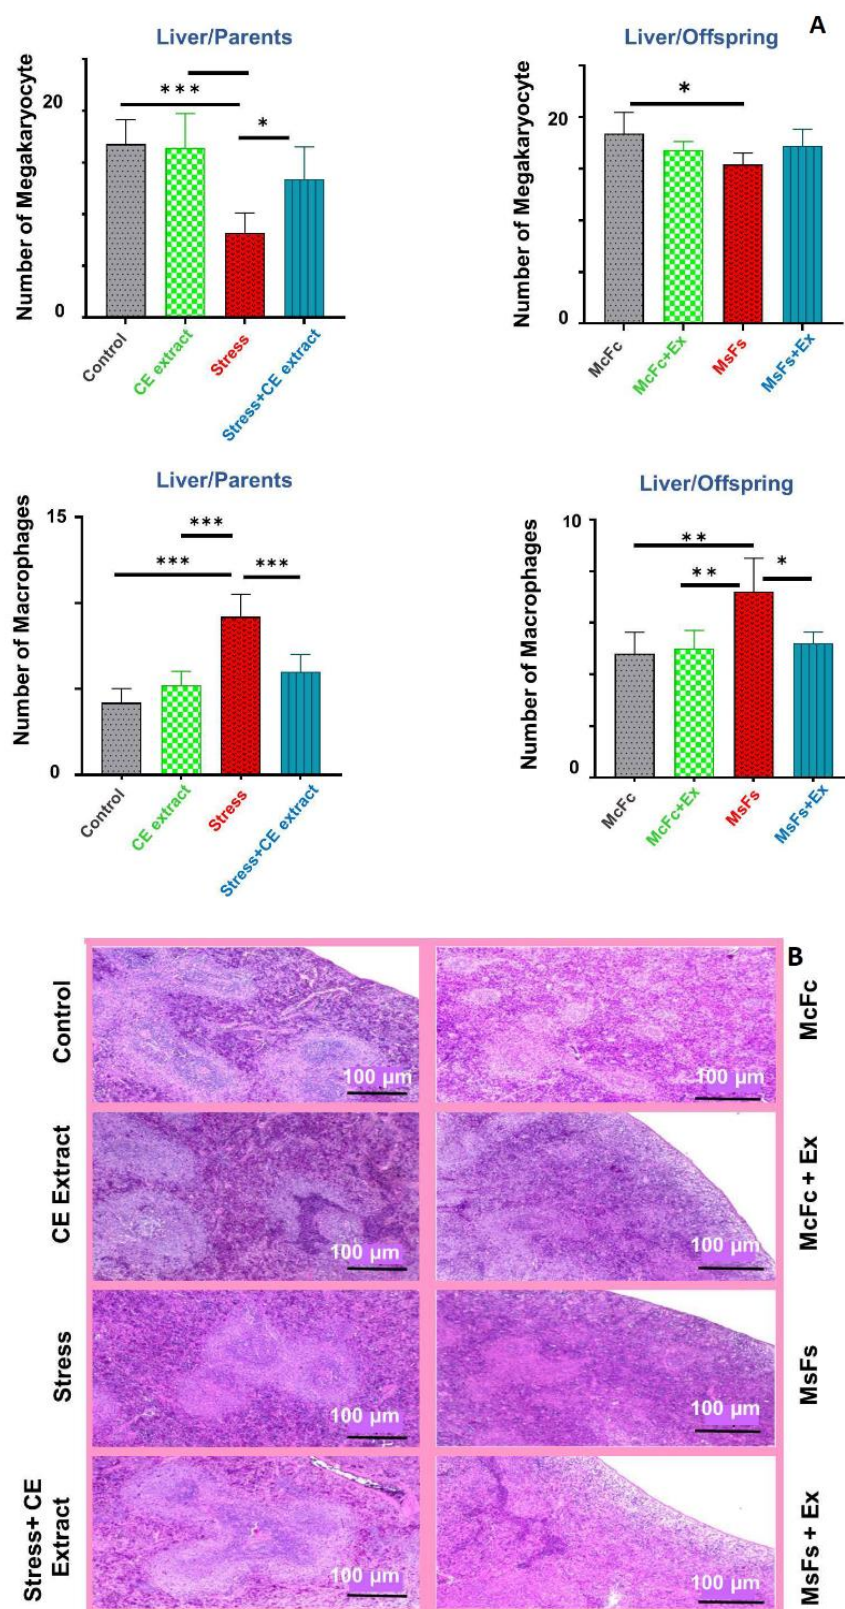 A
Liver/Parents
Number of Megakaryocyte
20
0
***
*
Control
CE extract
Stress
Stress+CE extract
Liver/Offspring
Number of Megakaryocyte
20
0
*
McFc
McFc+Ex
MsFs
MsFs+Ex
Liver/Parents
Number of Macrophages
15
0
***
***
***
Control
CE extract
Stress
Stress+CE extract
Liver/Offspring
Number of Macrophages
10
0
**
**
*
McFc
McFc+Ex
MsFs
MsFs+Ex
B
Control
100 µm
100 µm
McFc
CE Extract
100 µm
100 µm
McFc + Ex
Stress
100 µm
100 µm
MsFs
Stress+ CE
Extract
100 µm
100 µm
MsFs + Ex